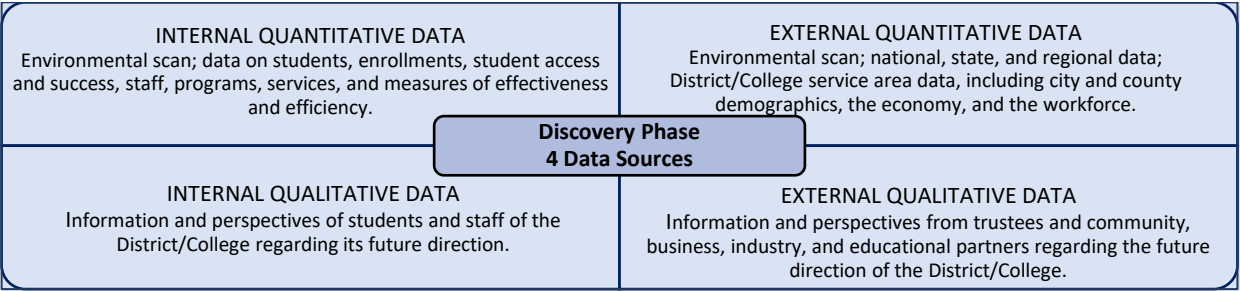 INTERNAL QUANTITATIVE DATA
Environmental scan; data on students, enrollments, student access
and success, staff, programs, services, and measures of effectiveness
and efficiency.
EXTERNAL QUANTITATIVE DATA
Environmental scan; national, state, and regional data;
District/College service area data, including city and county
demographics, the economy, and the workforce.
Discovery Phase
4 Data Sources
INTERNAL QUALITATIVE DATA
Information and perspectives of students and staff of the
District/College regarding its future direction.
EXTERNAL QUALITATIVE DATA
Information and perspectives from trustees and community,
business, industry, and educational partners regarding the future
direction of the District/College.